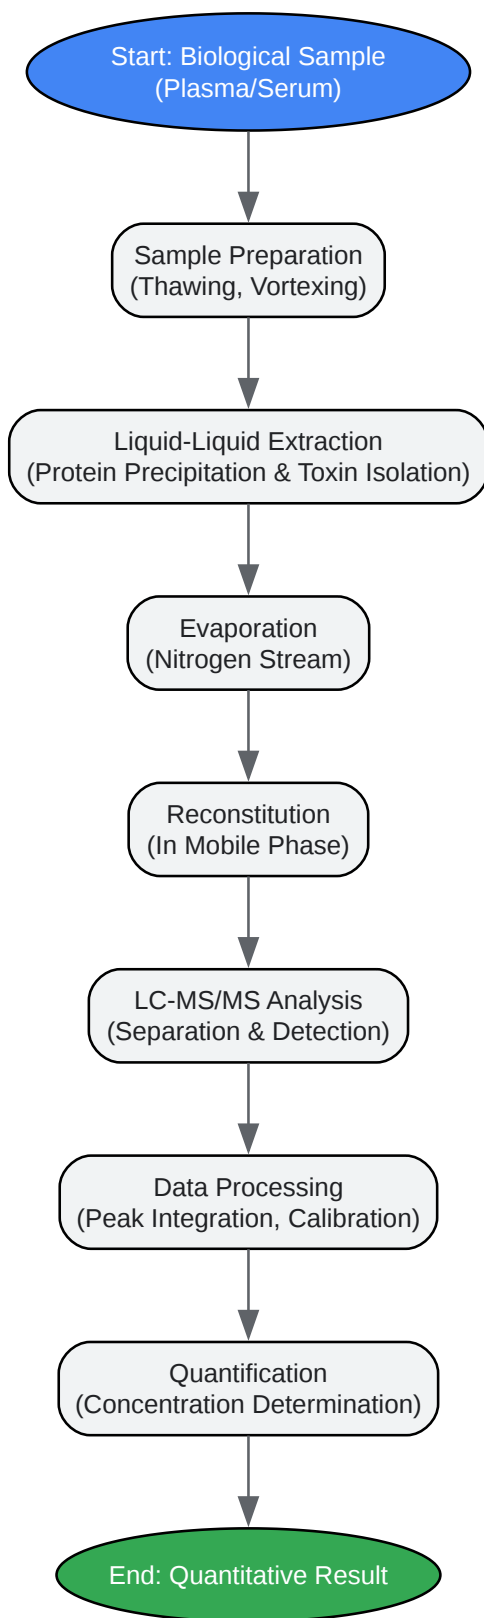 Start: Biological Sample
(Plasma/Serum)
Sample Preparation
(Thawing, Vortexing)
Liquid-Liquid Extraction
(Protein Precipitation & Toxin Isolation)
Evaporation
(Nitrogen Stream)
Reconstitution
(In Mobile Phase)
LC-MS/MS Analysis
(Separation & Detection)
Data Processing
(Peak Integration, Calibration)
Quantification
(Concentration Determination)
End: Quantitative Result